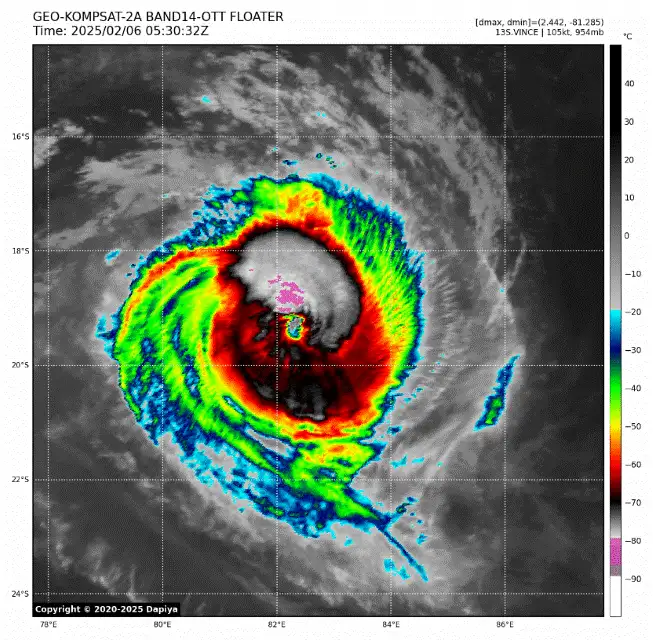 GEO-KOMPSAT-2A BAND14-OTT FLOATER
Time: 2025/02/06 05:30:32Z
[dmax, dmin]=(2.442, -81.285)
13S.VINCE | 105kt, 954mb
°C
40
30
20
10
0
−10
−20
−30
−40
−50
−60
−70
−80
−90
16°S
18°S
20°S
22°S
24°S
Copyright © 2020-2025 Dapiya
78°E
80°E
82°E
84°E
86°E